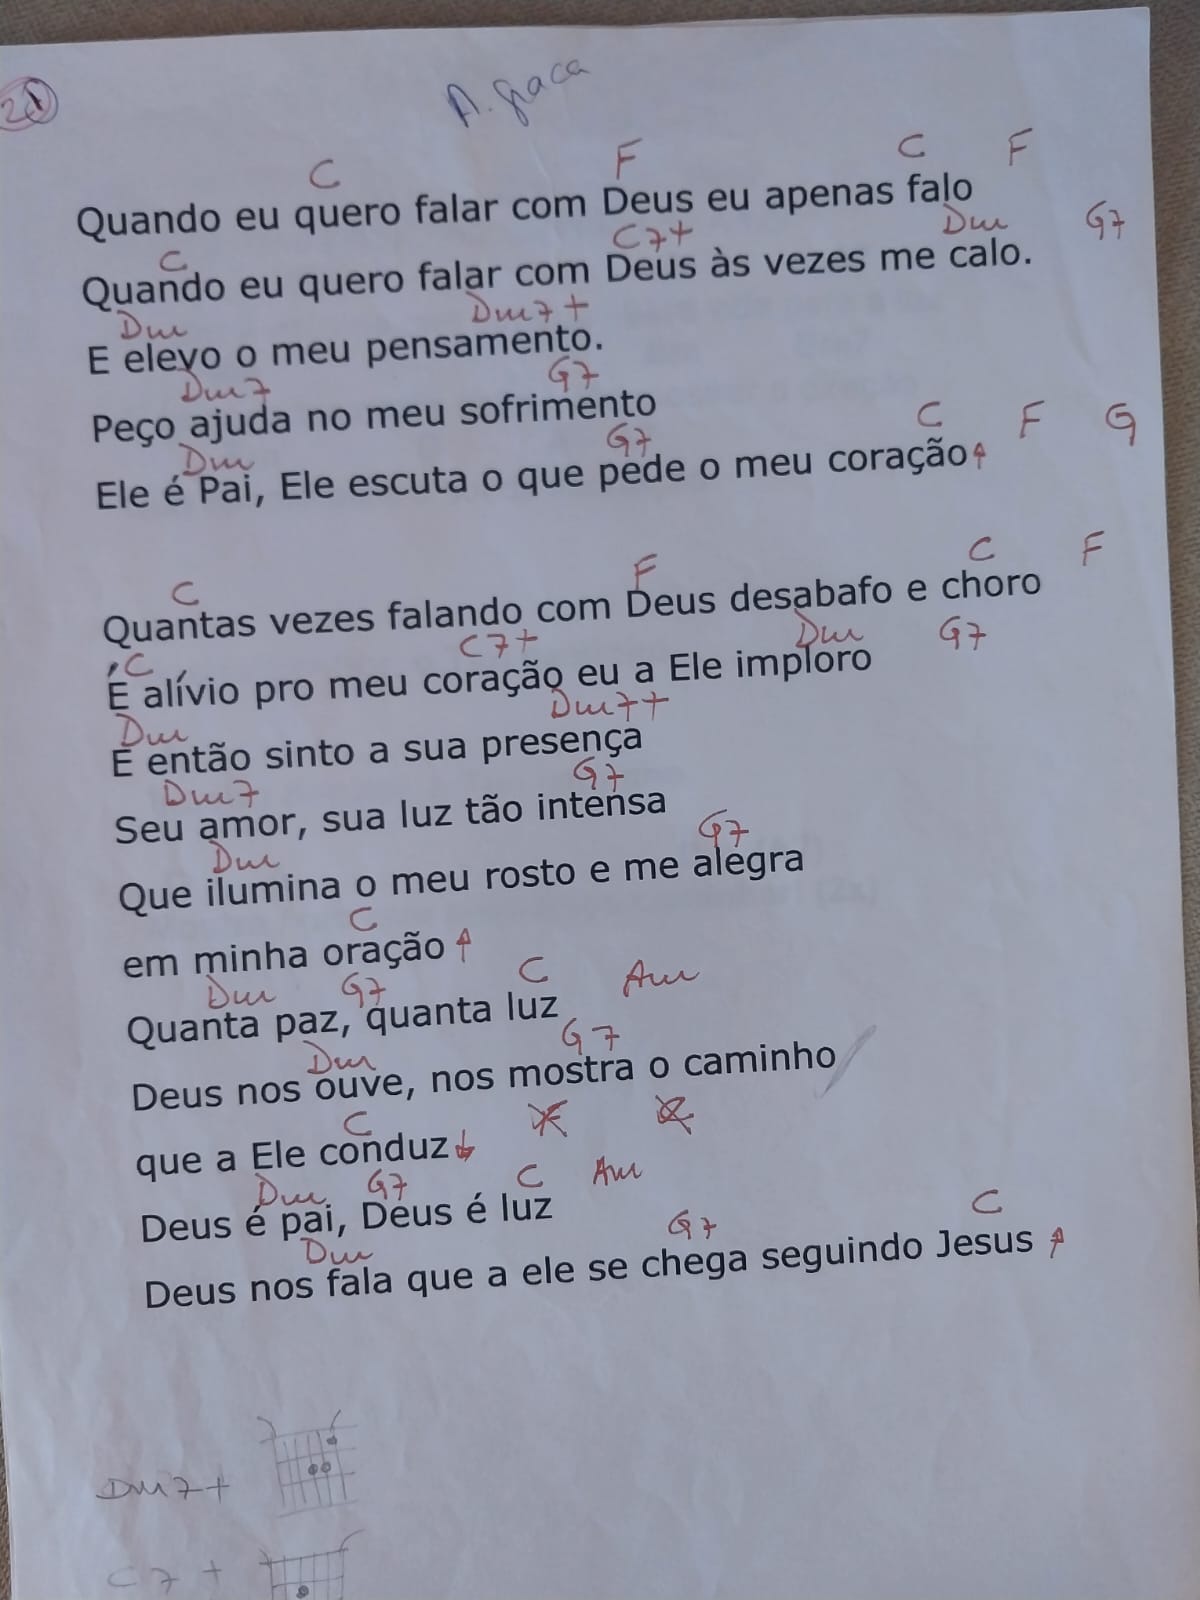 21
A. graça
C F C F
Quando eu quero falar com Deus eu apenas falo
C C7+ Dm G7
Quando eu quero falar com Deus às vezes me calo.
Dm Dm7+
E elevo o meu pensamento.
Dm7 G7
Peço ajuda no meu sofrimento
Dm G7 C F G
Ele é Pai, Ele escuta o que pede o meu coração
C F C F
Quantas vezes falando com Deus desabafo e choro
C C7+ Dm G7
É alívio pro meu coração eu a Ele imploro
Dm Dm7+
E então sinto a sua presença
Dm7 G7
Seu amor, sua luz tão intensa
Dm G7
Que ilumina o meu rosto e me alegra
C
em minha oração
Dm G7 C Am
Quanta paz, quanta luz
Dm G7
Deus nos ouve, nos mostra o caminho
C
que a Ele conduz
Dm G7 C Am
Deus é pai, Deus é luz
Dm G7 C
Deus nos fala que a ele se chega seguindo Jesus
Dm7+
C7+